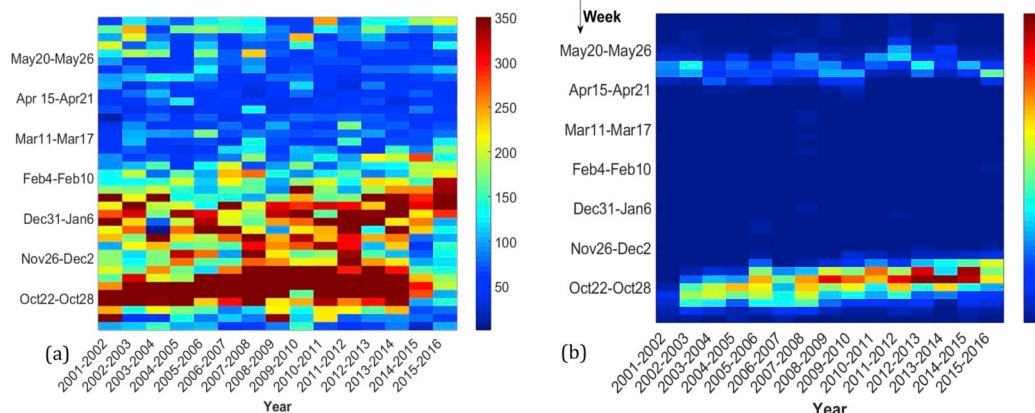 May20-May26
Apr 15-Apr21
Mar11-Mar17
Feb4-Feb10
Dec31-Jan6
Nov26-Dec2
Oct22-Oct28
350
300
250
200
150
100
50
(a)
2001-2002
2002-2003
2003-2004
2004-2005
2005-2006
2006-2007
2007-2008
2008-2009
2009-2010
2010-2011
2011-2012
2012-2013
2013-2014
2014-2015
2015-2016
Year
Week
May20-May26
Apr15-Apr21
Mar11-Mar17
Feb4-Feb10
Dec31-Jan6
Nov26-Dec2
Oct22-Oct28
(b)
2001-2002
2002-2003
2003-2004
2004-2005
2005-2006
2006-2007
2007-2008
2008-2009
2009-2010
2010-2011
2011-2012
2012-2013
2013-2014
2014-2015
2015-2016
Year